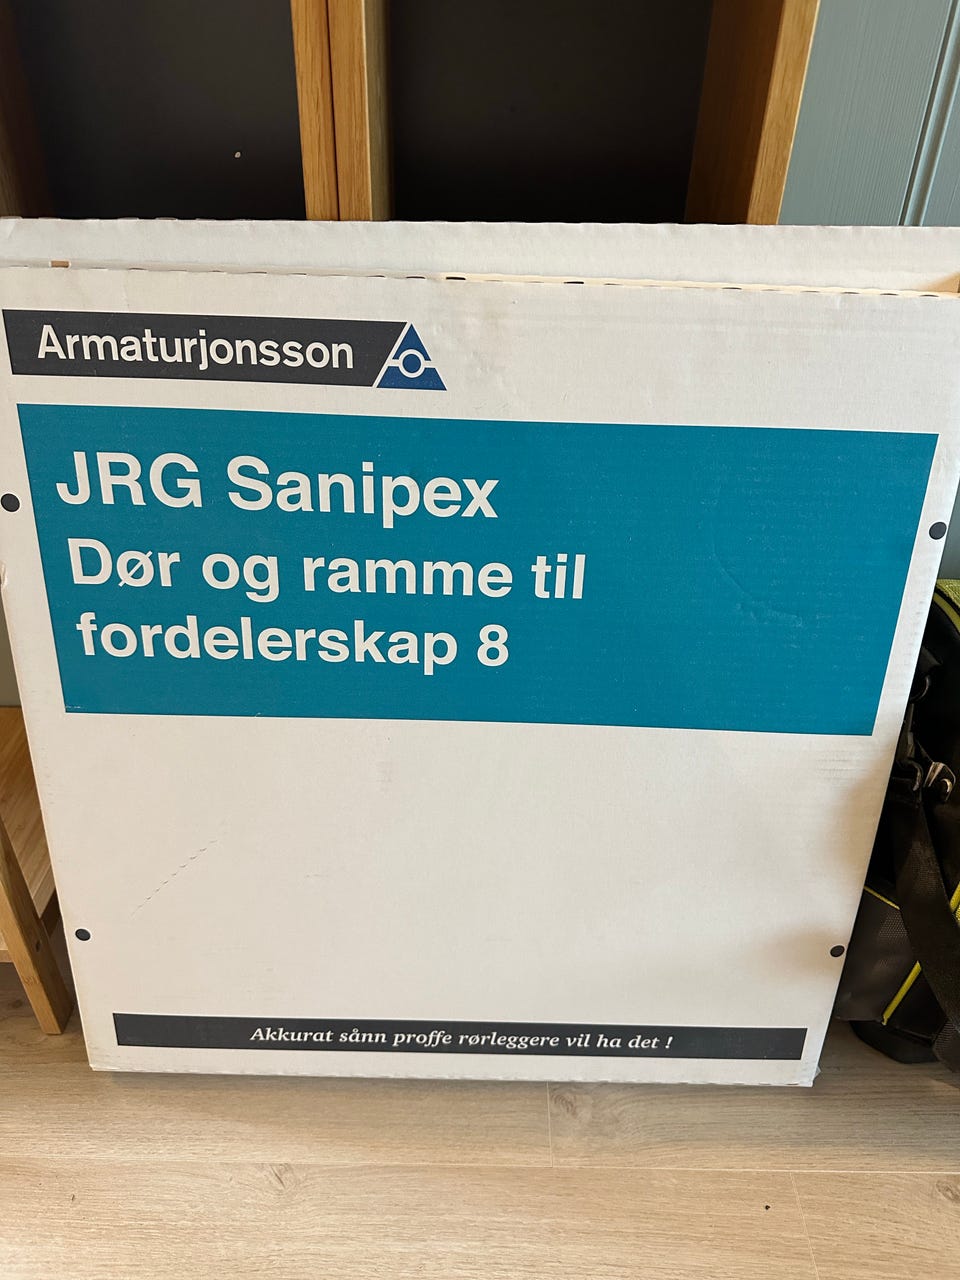 Armaturjonsson
JRG Sanipex
Dør og ramme til
fordelerskap 8
Akkurat sånn proffe rørleggere vil ha det !